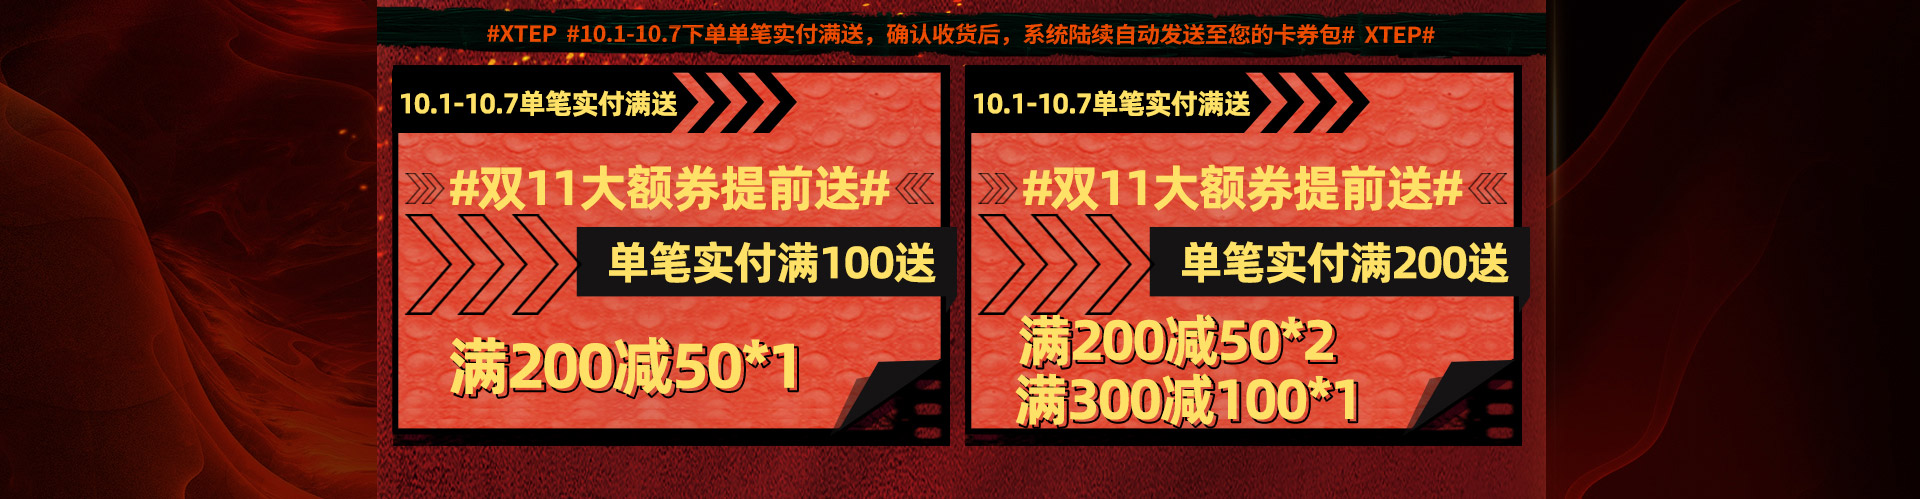 #XTEP #10.1-10.7下单单笔实付满送，确认收货后，系统陆续自动发送至您的卡券包# XTEP#
10.1-10.7单笔实付满送
#双11大额券提前送#
单笔实付满100送
满200减50*1
10.1-10.7单笔实付满送
#双11大额券提前送#
单笔实付满200送
满200减50*2
满300减100*1